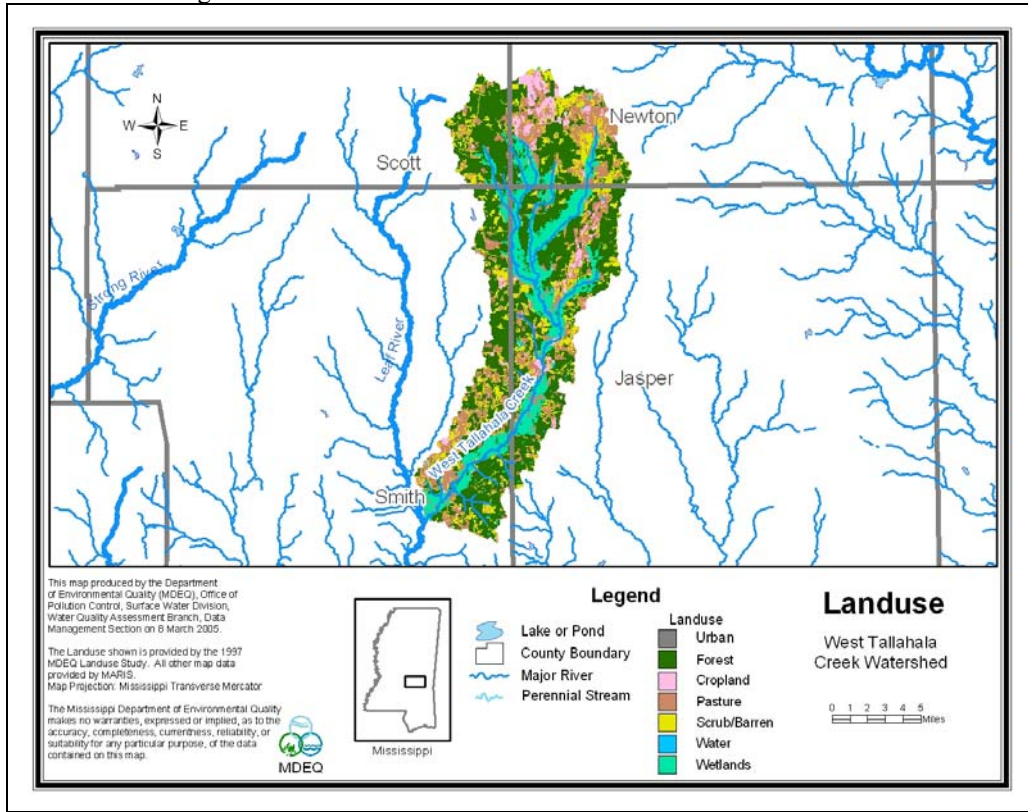 N
W E
S
Scott
Newton
Strong River
Leaf River
Jasper
West Tallahala Creek
Smith
This map produced by the Department
of Environmental Quality (MDEQ), Office of
Pollution Control, Surface Water Division,
Water Quality Assessment Branch, Data
Management Section on 8 March 2005.
The Landuse shown is provided by the 1997
MDEQ Landuse Study. All other map data
provided by MARIS.
Map Projection: Mississippi Transverse Mercator
The Mississippi Department of Environmental Quality
makes no warranties, expressed or implied, as to the
accuracy, completeness, currentness, reliability, or
suitability for any particular purpose, of the data
contained on this map.
MDEQ
Mississippi
Legend
Lake or Pond
County Boundary
Major River
Perennial Stream
Landuse
Urban
Forest
Cropland
Pasture
Scrub/Barren
Water
Wetlands
Landuse
West Tallahala
Creek Watershed
0 1 2 3 4 5
Miles